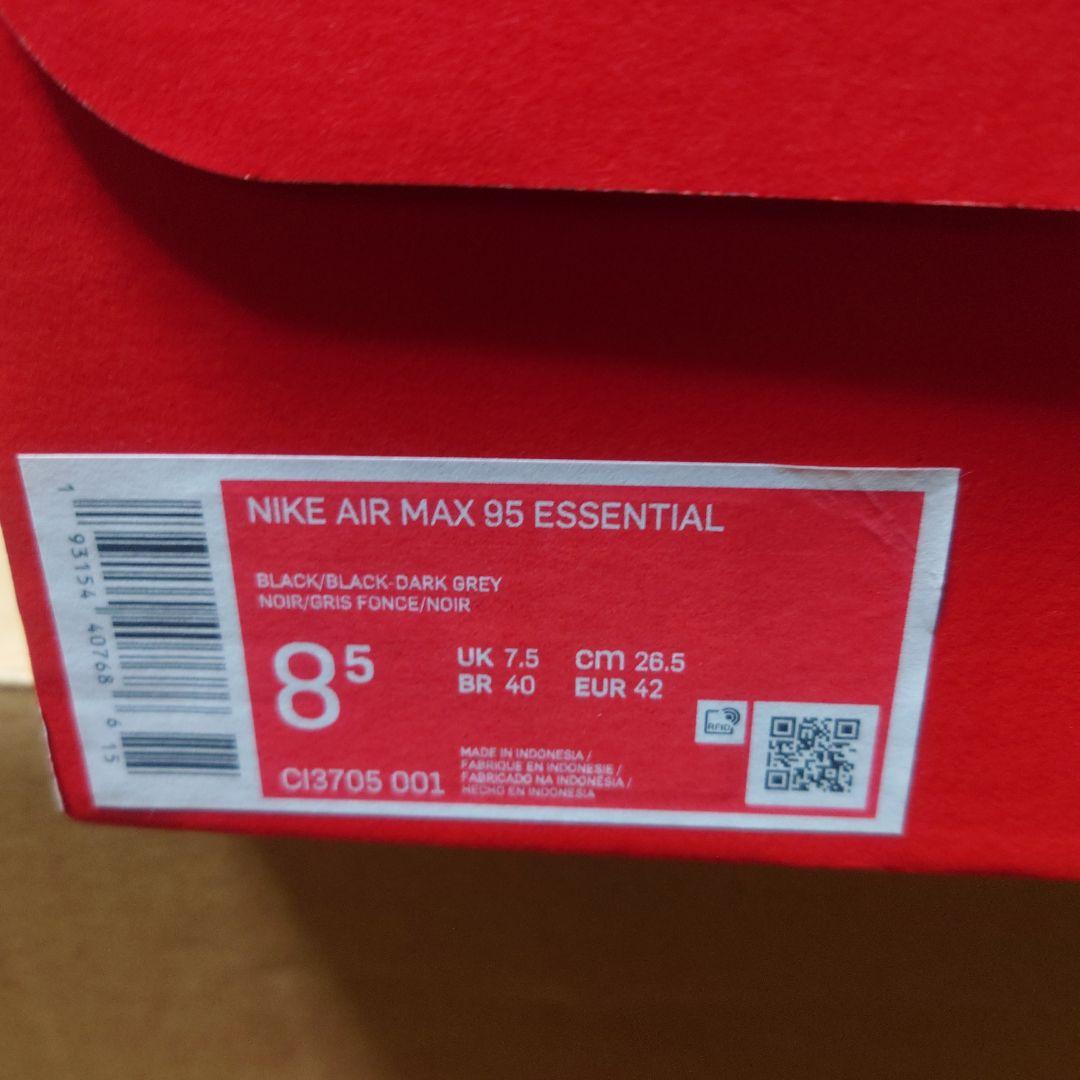 NIKE AIR MAX 95 ESSENTIAL
BLACK/BLACK-DARK GREY
NOIR/GRIS FONCE/NOIR
8⁵
UK 7.5 cm 26.5
BR 40 EUR 42
RFID
MADE IN INDONESIA /
FABRIQUE EN INDONESIE /
FABRICADO NA INDONESIA /
HECHO EN INDONESIA
CI3705 001
1 93154 40768 6 15